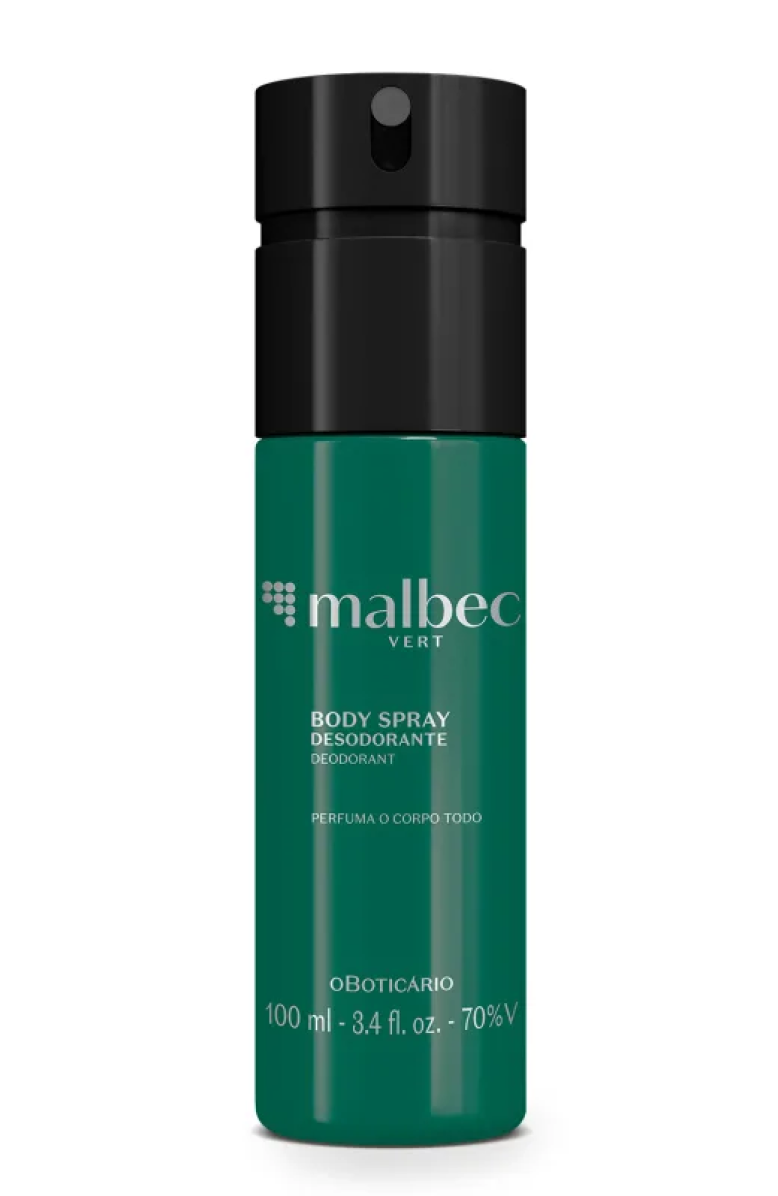 malbec
VERT
BODY SPRAY
DESODORANTE
DEODORANT
PERFUMA O CORPO TODO
oBOTICÁRIO
100 ml - 3.4 fl. oz. - 70%V